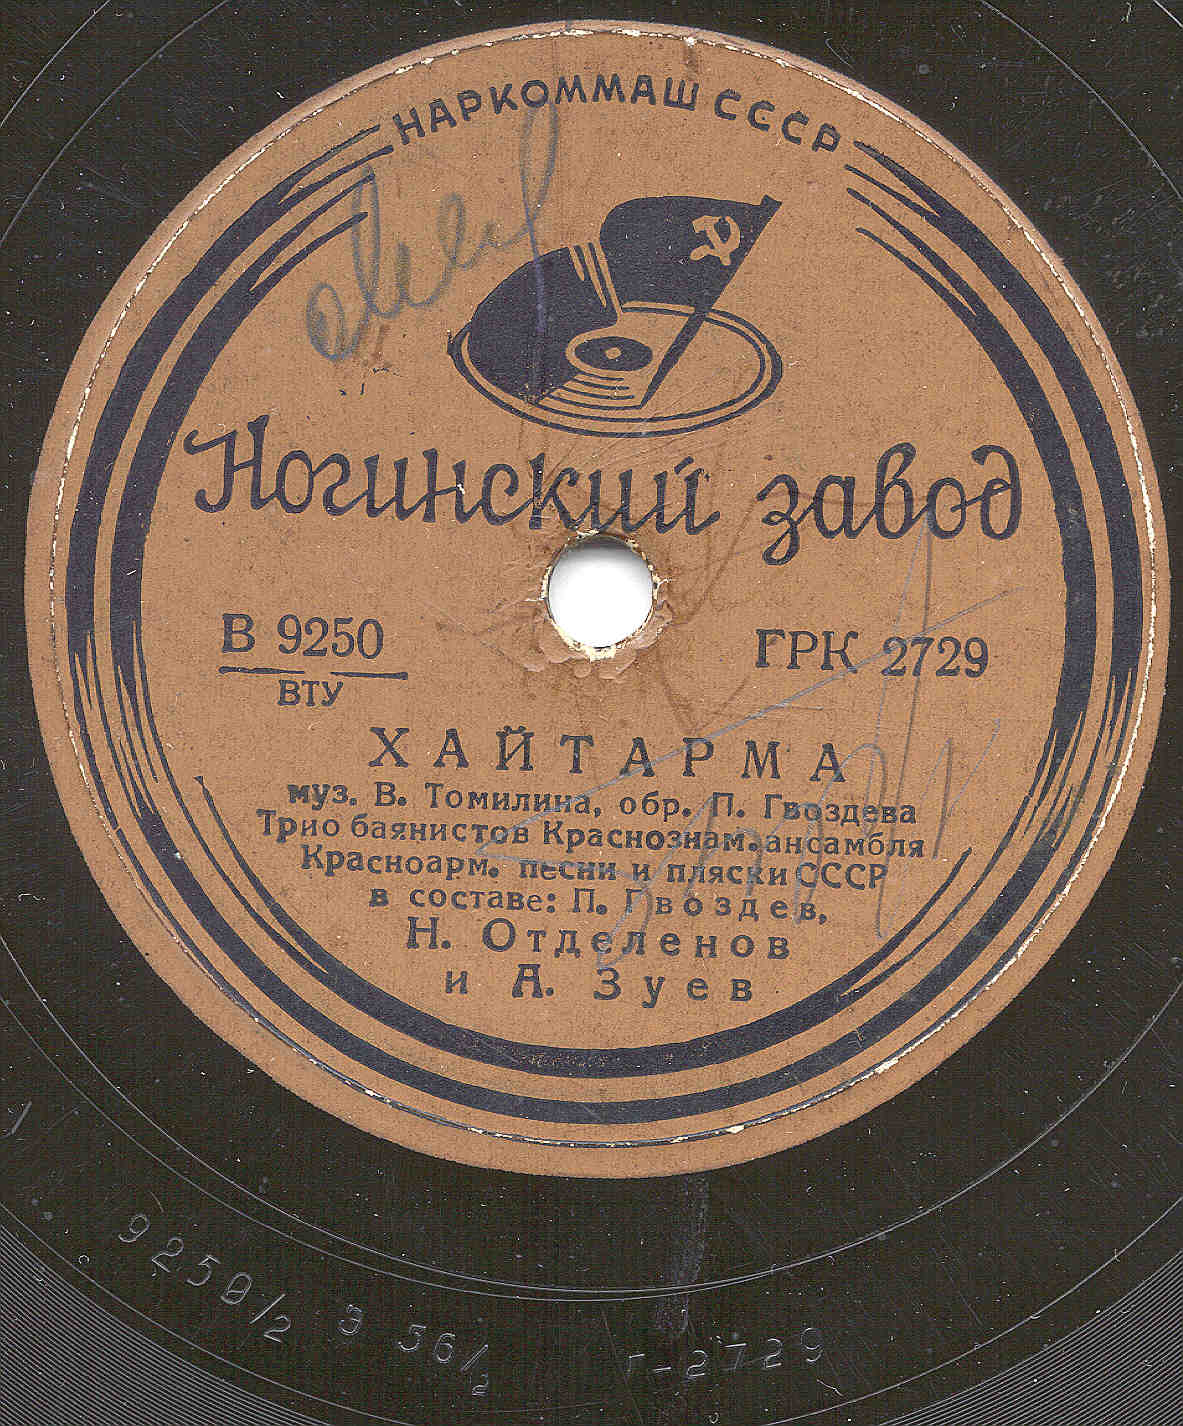 НАРКОММАШ СССР
Ногинский завод
В 9250 ГРК 2729
ВТУ
ХАЙТАРМА
муз. В. Томилина, обр. П. Гвоздева
Трио баянистов Краснознам. ансамбля
Красноарм. песни и пляски СССР
в составе: П. Гвоздев,
Н. Отделенов
и А. Зуев
9250/2 3 36/2 Г-2729